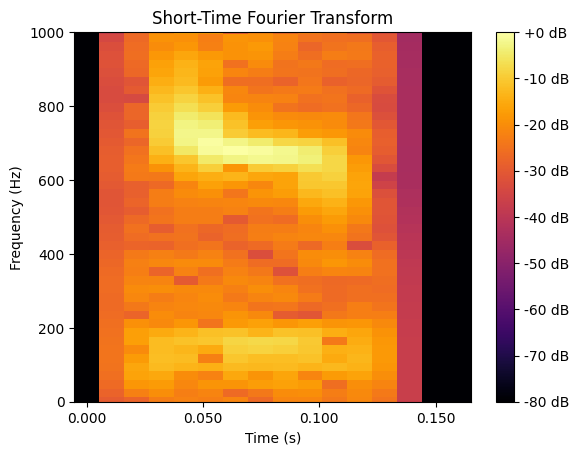 Short-Time Fourier Transform
1000
800
600
400
200
0
Frequency (Hz)
0.000
0.050
0.100
0.150
Time (s)
+0 dB
-10 dB
-20 dB
-30 dB
-40 dB
-50 dB
-60 dB
-70 dB
-80 dB